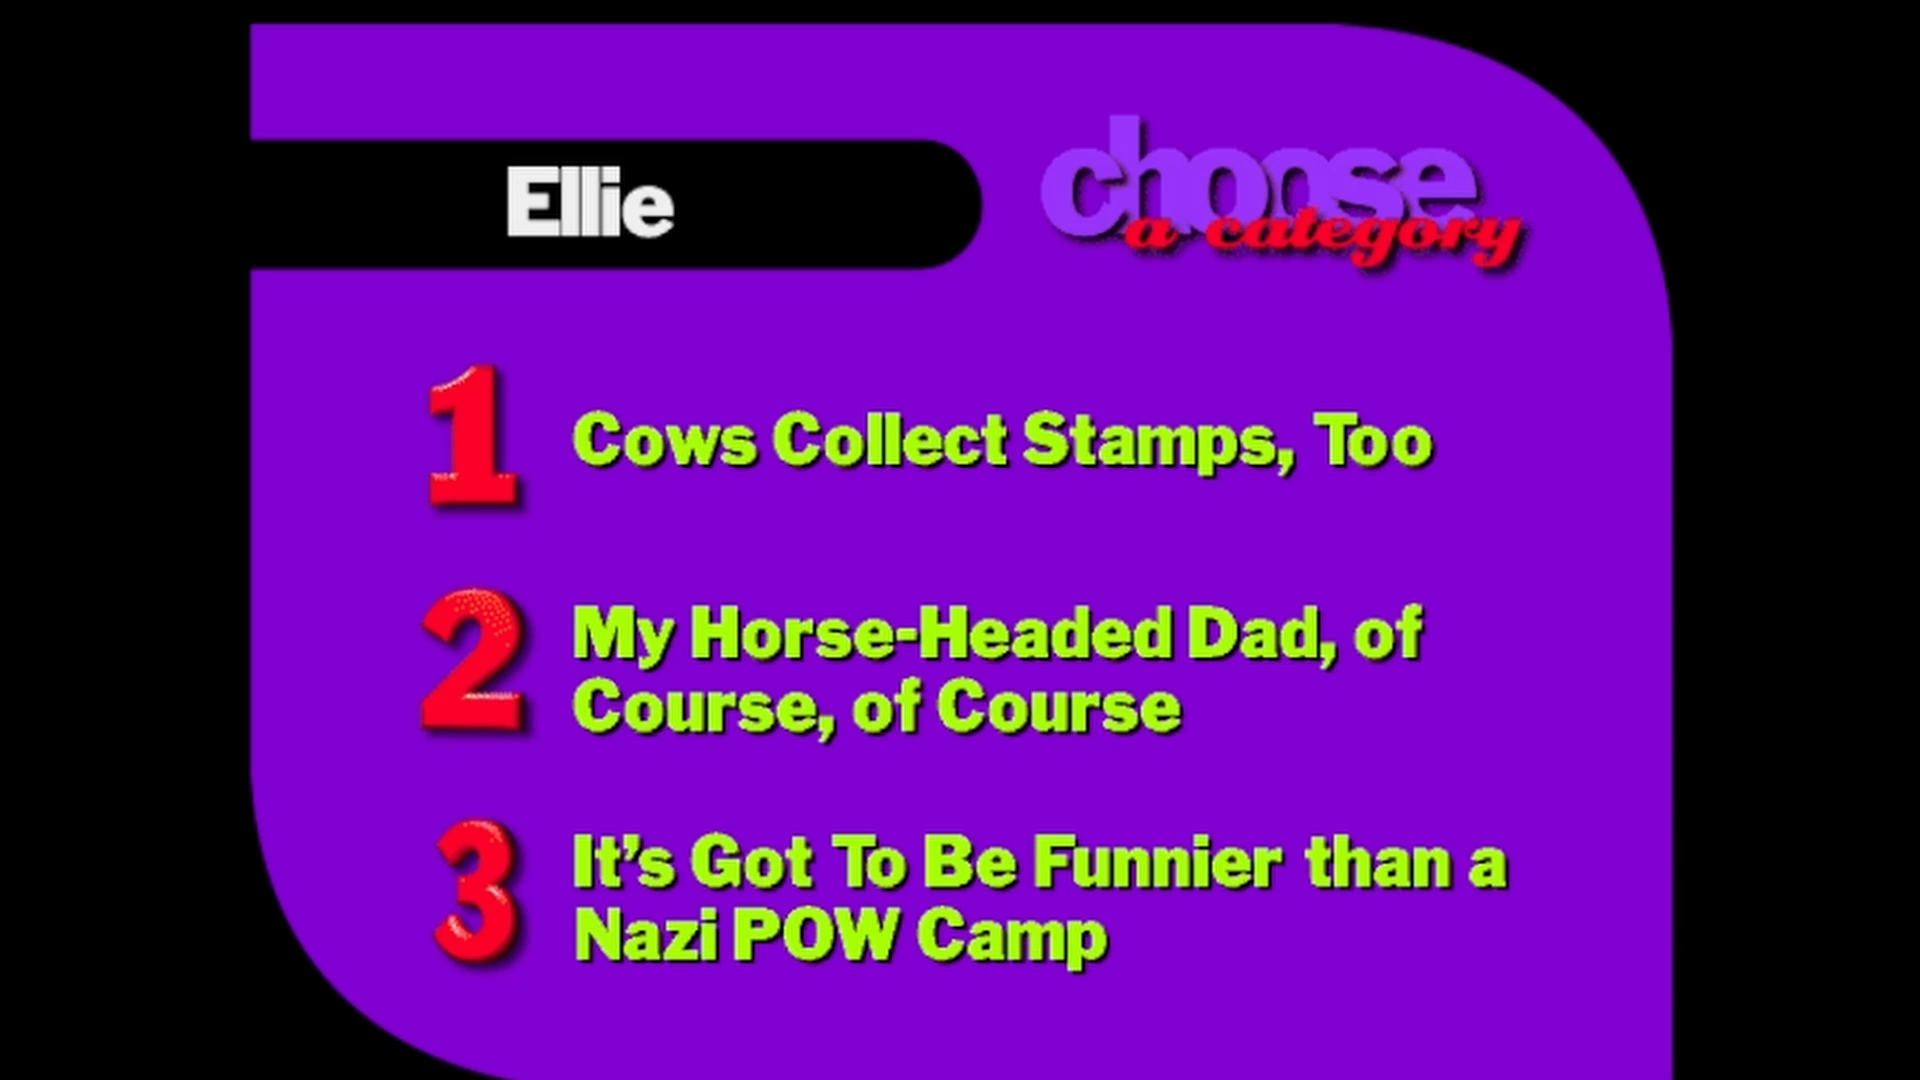 Ellie
choose
a category
1 Cows Collect Stamps, Too
2 My Horse-Headed Dad, of
Course, of Course
3 It's Got To Be Funnier than a
Nazi POW Camp